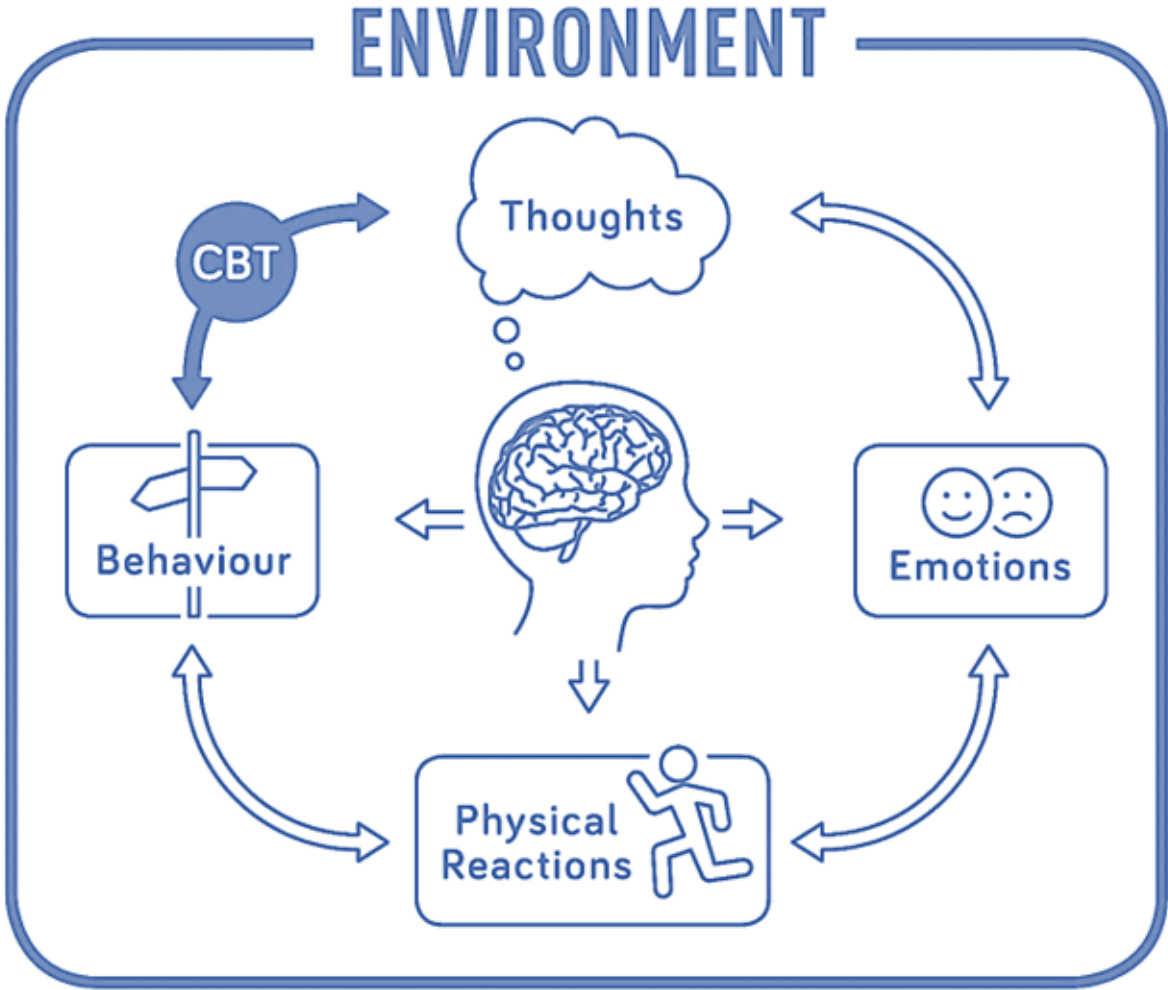 ENVIRONMENT
Thoughts
CBT
Behaviour
Emotions
Physical
Reactions